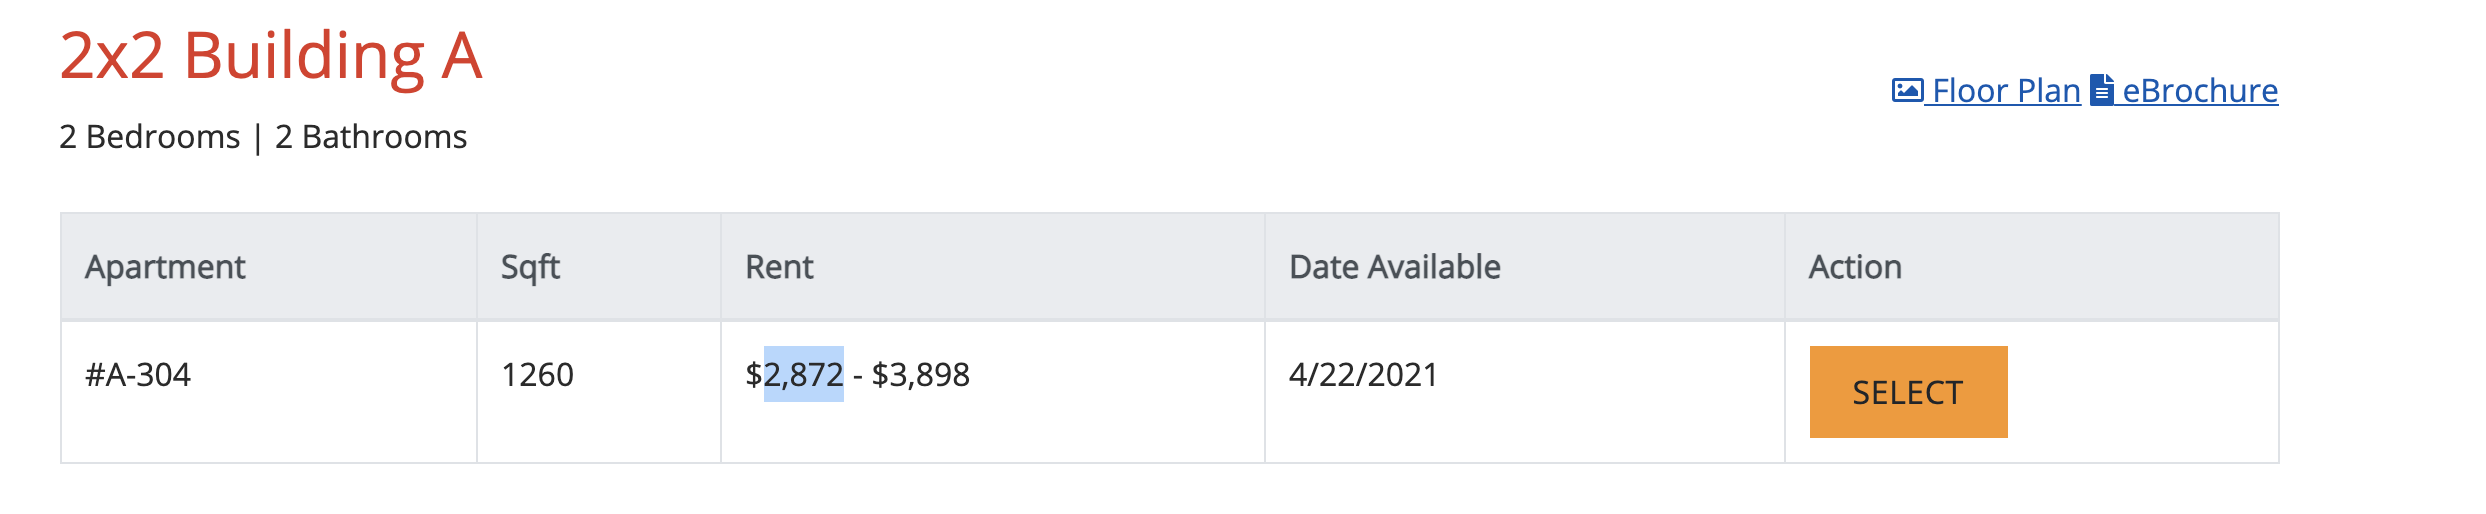 2x2 Building A
Floor Plan eBrochure
2 Bedrooms | 2 Bathrooms
Apartment Sqft Rent Date Available Action
#A-304 1260 $2,872 - $3,898 4/22/2021 SELECT